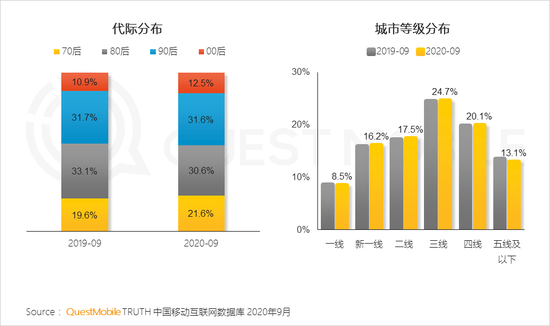 代际分布
70后 80后 90后 00后
10.9% 12.5%
31.7% 31.6%
33.1% 30.6%
19.6% 21.6%
2019-09 2020-09
城市等级分布
2019-09 2020-09
30%
20%
10%
0%
8.5% 16.2% 17.5% 24.7% 20.1% 13.1%
一线 新一线 二线 三线 四线 五线及
以下
QUEST MOBILE
Source ：QuestMobile TRUTH 中国移动互联网数据库 2020年9月